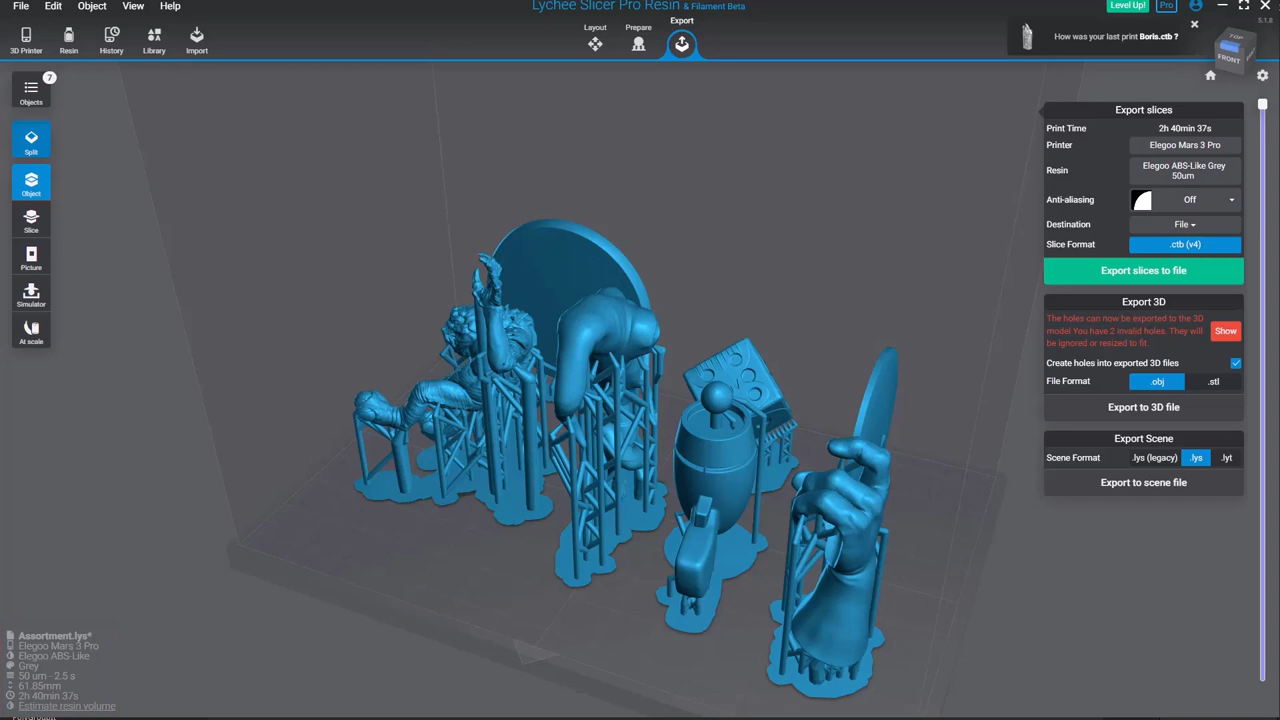 File Edit Object View Help
Lychee Slicer Pro Resin & Filament Beta
Level Up! Pro
5.1.8
3D Printer Resin History Library Import
Layout Prepare Export
How was your last print Boris.ctb ?
TOP
FRONT
7
Objects
Split
Object
Slice
Picture
Simulator
At scale
Export slices
Print Time 2h 40min 37s
Printer Elegoo Mars 3 Pro
Resin Elegoo ABS-Like Grey
50um
Anti-aliasing Off
Destination File
Slice Format .ctb (v4)
Export slices to file
Export 3D
The holes can now be exported to the 3D
model You have 2 invalid holes. They will
be ignored or resized to fit.
Show
Create holes into exported 3D files
File Format .obj .stl
Export to 3D file
Export Scene
Scene Format .lys (legacy) .lys .lyt
Export to scene file
Assortment.lys*
Elegoo Mars 3 Pro
Elegoo ABS-Like
Grey
50 um - 2.5 s
61.85mm
2h 40min 37s
Estimate resin volume